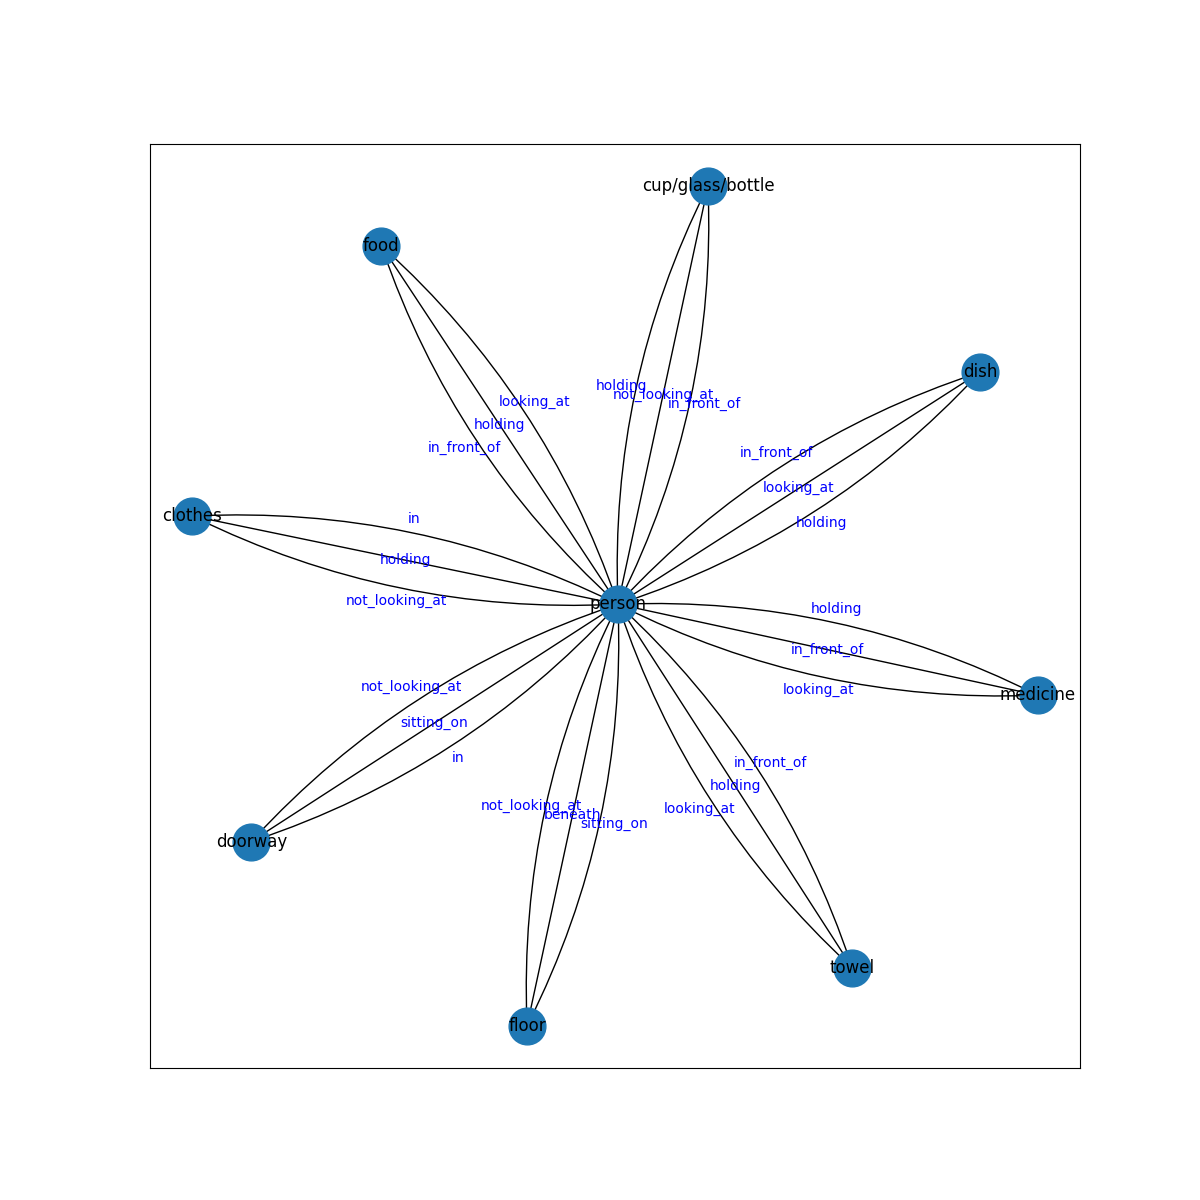 cup/glass/bottle
food
dish
holding
not_looking_at
in_front_of
looking_at
holding
in_front_of
in_front_of
looking_at
holding
clothes
in
holding
not_looking_at
person
holding
in_front_of
looking_at
medicine
not_looking_at
sitting_on
in
in_front_of
holding
looking_at
not_looking_at
beneath
sitting_on
doorway
towel
floor